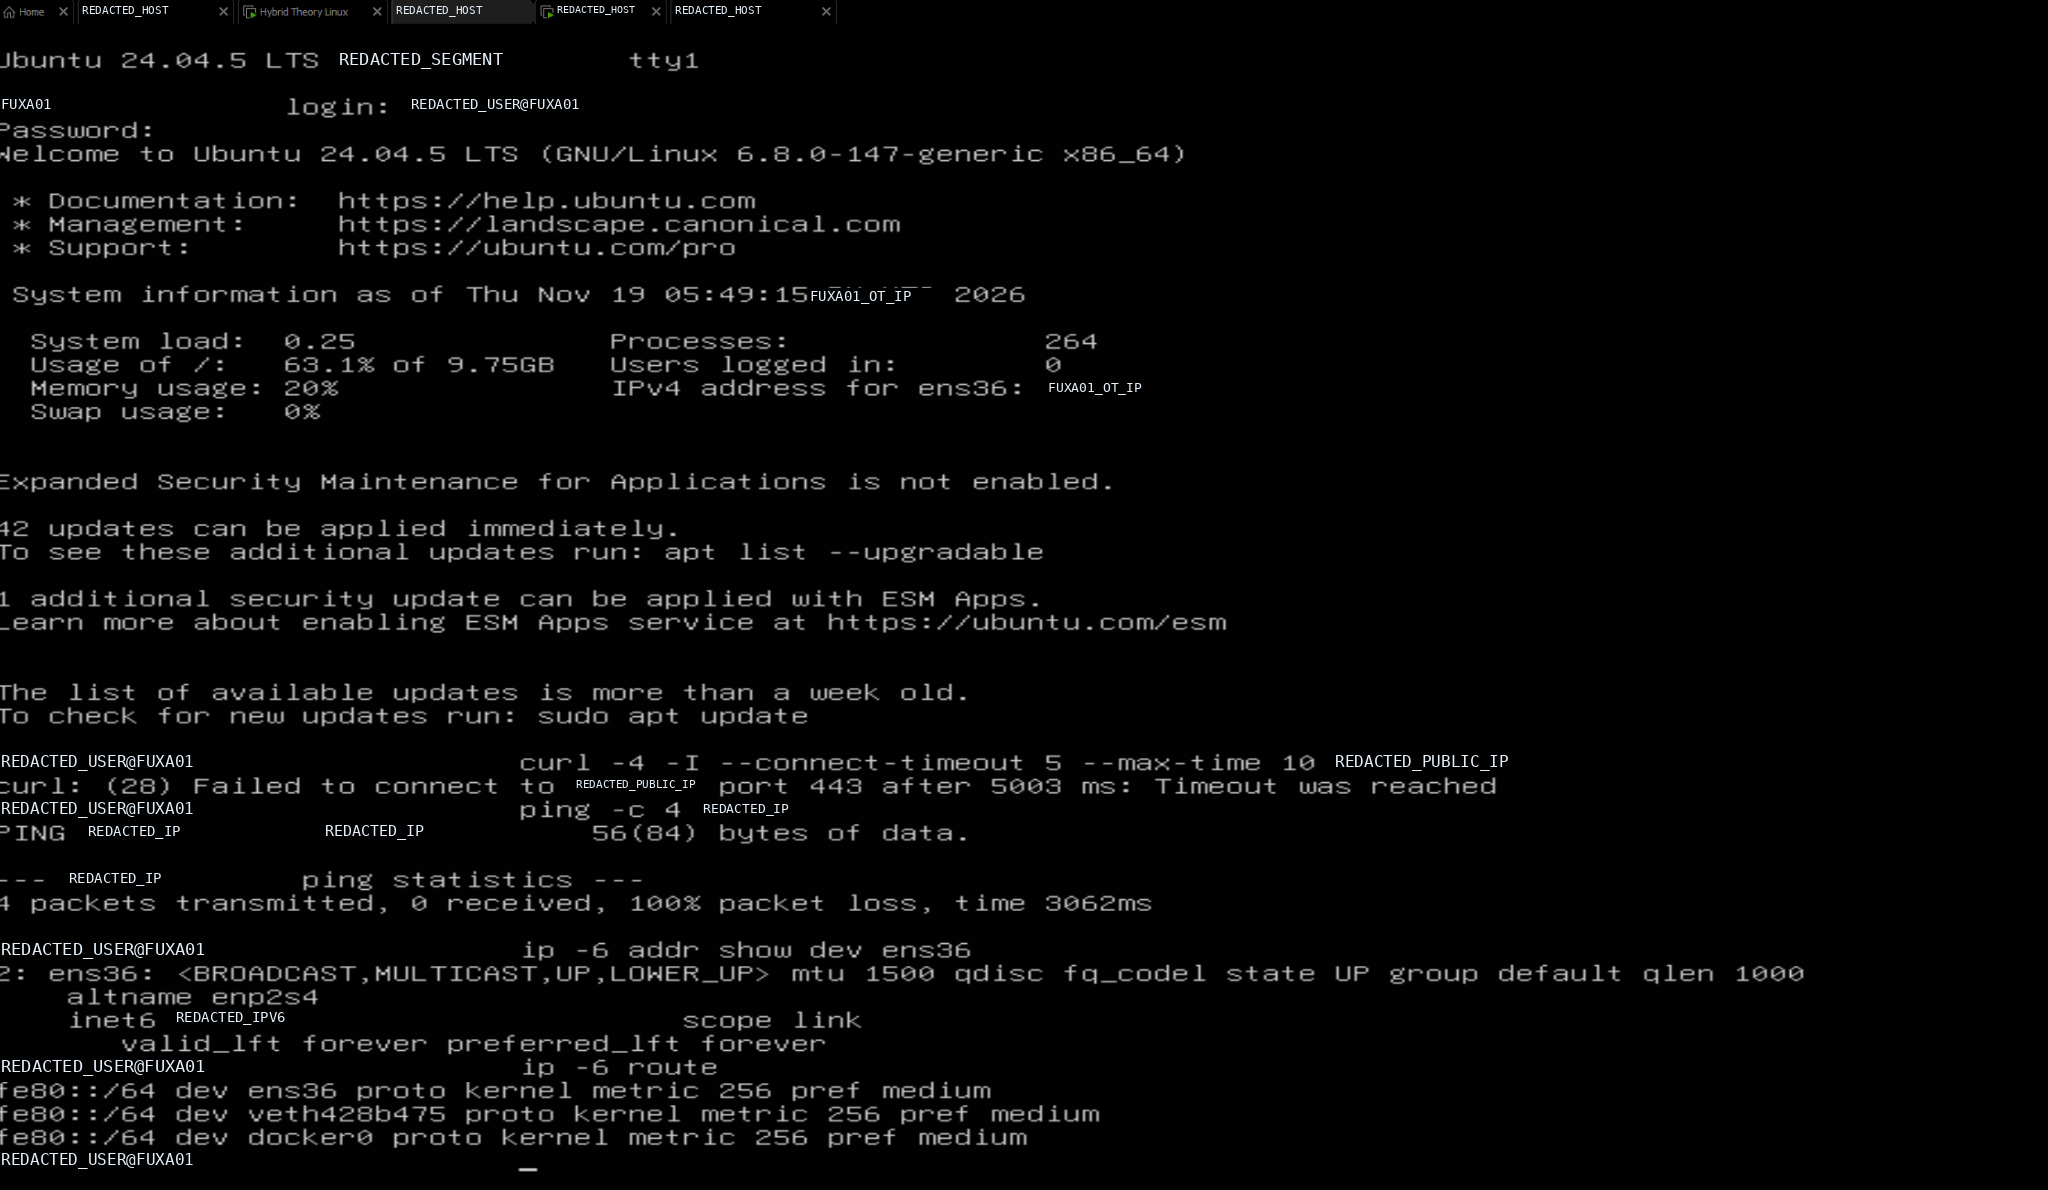 Home REDACTED_HOST Hybrid Theory Linux REDACTED_HOST REDACTED_HOST REDACTED_HOST
Ubuntu 24.04.5 LTS REDACTED_SEGMENT tty1
FUXA01 login: REDACTED_USER@FUXA01
Password:
Welcome to Ubuntu 24.04.5 LTS (GNU/Linux 6.8.0-147-generic x86_64)
* Documentation: https://help.ubuntu.com
* Management: https://landscape.canonical.com
* Support: https://ubuntu.com/pro
System information as of Thu Nov 19 05:49:15 FUXA01_OT_IP 2026
System load: 0.25 Processes: 264
Usage of /: 63.1% of 9.75GB Users logged in: 0
Memory usage: 20% IPv4 address for ens36: FUXA01_OT_IP
Swap usage: 0%
Expanded Security Maintenance for Applications is not enabled.
42 updates can be applied immediately.
To see these additional updates run: apt list --upgradable
1 additional security update can be applied with ESM Apps.
Learn more about enabling ESM Apps service at https://ubuntu.com/esm
The list of available updates is more than a week old.
To check for new updates run: sudo apt update
REDACTED_USER@FUXA01 curl -4 -I --connect-timeout 5 --max-time 10 REDACTED_PUBLIC_IP
curl: (28) Failed to connect to REDACTED_PUBLIC_IP port 443 after 5003 ms: Timeout was reached
REDACTED_USER@FUXA01 ping -c 4 REDACTED_IP
PING REDACTED_IP REDACTED_IP 56(84) bytes of data.
--- REDACTED_IP ping statistics ---
4 packets transmitted, 0 received, 100% packet loss, time 3062ms
REDACTED_USER@FUXA01 ip -6 addr show dev ens36
2: ens36: <BROADCAST,MULTICAST,UP,LOWER_UP> mtu 1500 qdisc fq_codel state UP group default qlen 1000
altname enp2s4
inet6 REDACTED_IPV6 scope link
valid_lft forever preferred_lft forever
REDACTED_USER@FUXA01 ip -6 route
fe80::/64 dev ens36 proto kernel metric 256 pref medium
fe80::/64 dev veth428b475 proto kernel metric 256 pref medium
fe80::/64 dev docker0 proto kernel metric 256 pref medium
REDACTED_USER@FUXA01